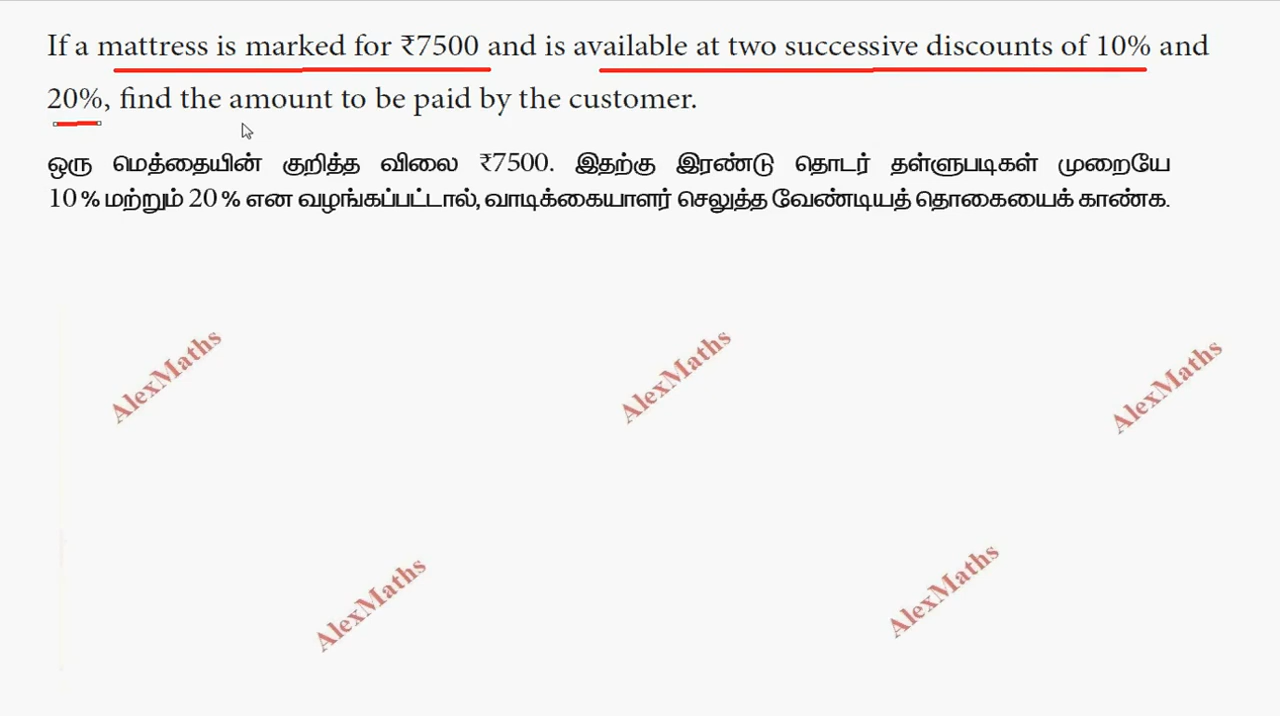 If a mattress is marked for ₹7500 and is available at two successive discounts of 10% and
20%, find the amount to be paid by the customer.
ஒரு மெத்தையின் குறித்த விலை ₹7500. இதற்கு இரண்டு தொடர் தள்ளுபடிகள் முறையே
10 % மற்றும் 20 % என வழங்கப்பட்டால், வாடிக்கையாளர் செலுத்த வேண்டியத் தொகையைக் காண்க.
AlexMaths
AlexMaths
AlexMaths
AlexMaths
AlexMaths